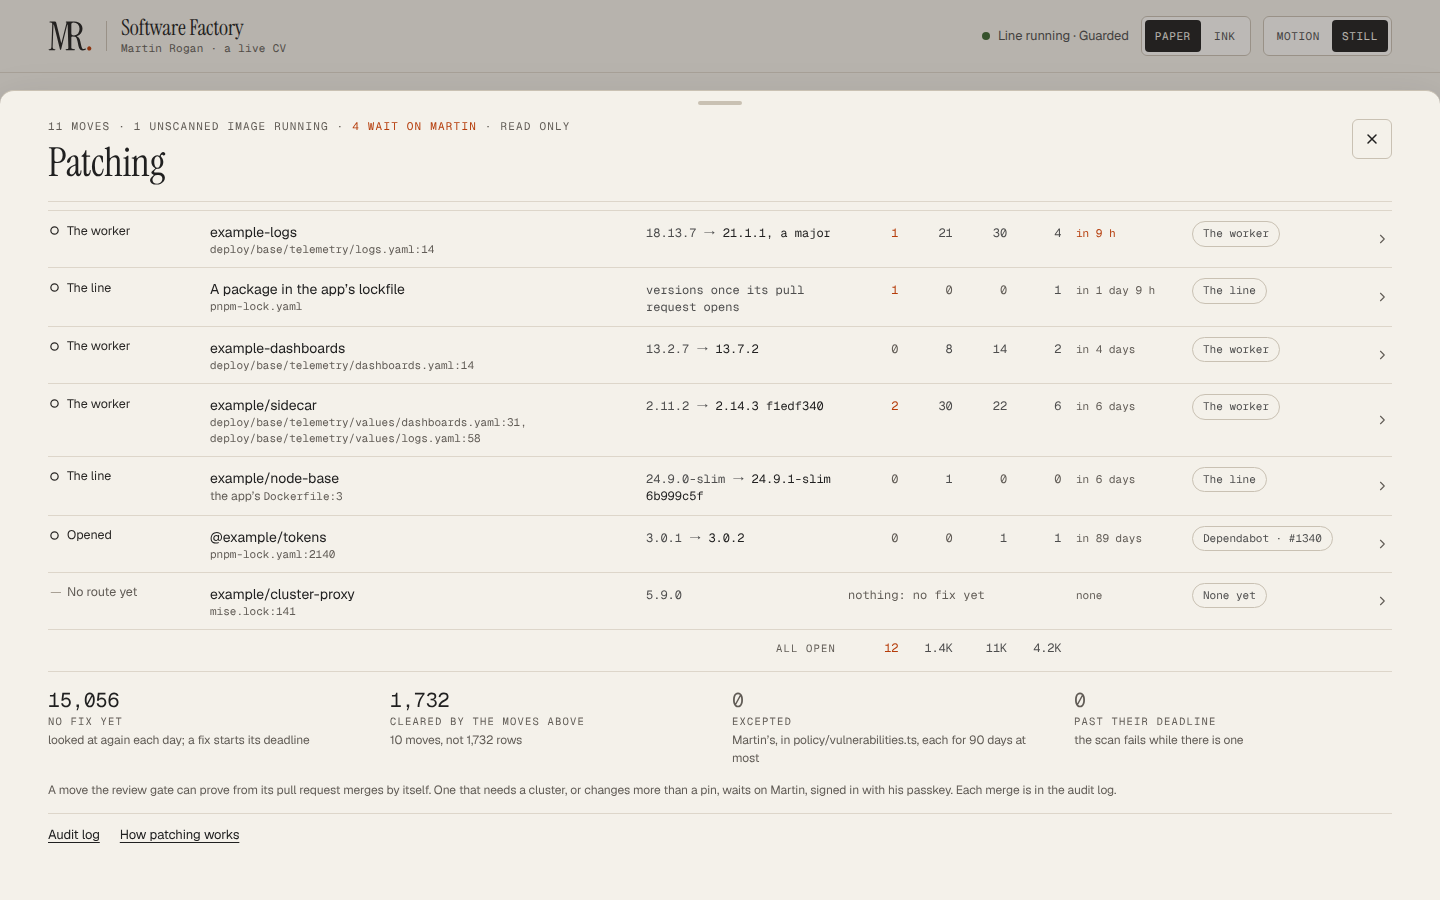 MR.
Software Factory
Martin Rogan · a live CV
Line running · Guarded
PAPER INK
MOTION STILL
11 MOVES · 1 UNSCANNED IMAGE RUNNING · 4 WAIT ON MARTIN · READ ONLY
Patching
The worker example-logs 18.13.7 → 21.1.1, a major 1 21 30 4 in 9 h The worker
deploy/base/telemetry/logs.yaml:14
The line A package in the app's lockfile versions once its pull 1 0 0 1 in 1 day 9 h The line
pnpm-lock.yaml request opens
The worker example-dashboards 13.2.7 → 13.7.2 0 8 14 2 in 4 days The worker
deploy/base/telemetry/dashboards.yaml:14
The worker example/sidecar 2.11.2 → 2.14.3 f1edf340 2 30 22 6 in 6 days The worker
deploy/base/telemetry/values/dashboards.yaml:31,
deploy/base/telemetry/values/logs.yaml:58
The line example/node-base 24.9.0-slim → 24.9.1-slim 0 1 0 0 in 6 days The line
the app's Dockerfile:3 6b999c5f
Opened @example/tokens 3.0.1 → 3.0.2 0 0 1 1 in 89 days Dependabot · #1340
pnpm-lock.yaml:2140
— No route yet example/cluster-proxy 5.9.0 nothing: no fix yet none None yet
mise.lock:141
ALL OPEN 12 1.4K 11K 4.2K
15,056 1,732 0 0
NO FIX YET CLEARED BY THE MOVES ABOVE EXCEPTED PAST THEIR DEADLINE
looked at again each day; a fix starts its deadline 10 moves, not 1,732 rows Martin's, in policy/vulnerabilities.ts, each for 90 days at the scan fails while there is one
most
A move the review gate can prove from its pull request merges by itself. One that needs a cluster, or changes more than a pin, waits on Martin, signed in with his passkey. Each merge is in the audit log.
Audit log How patching works